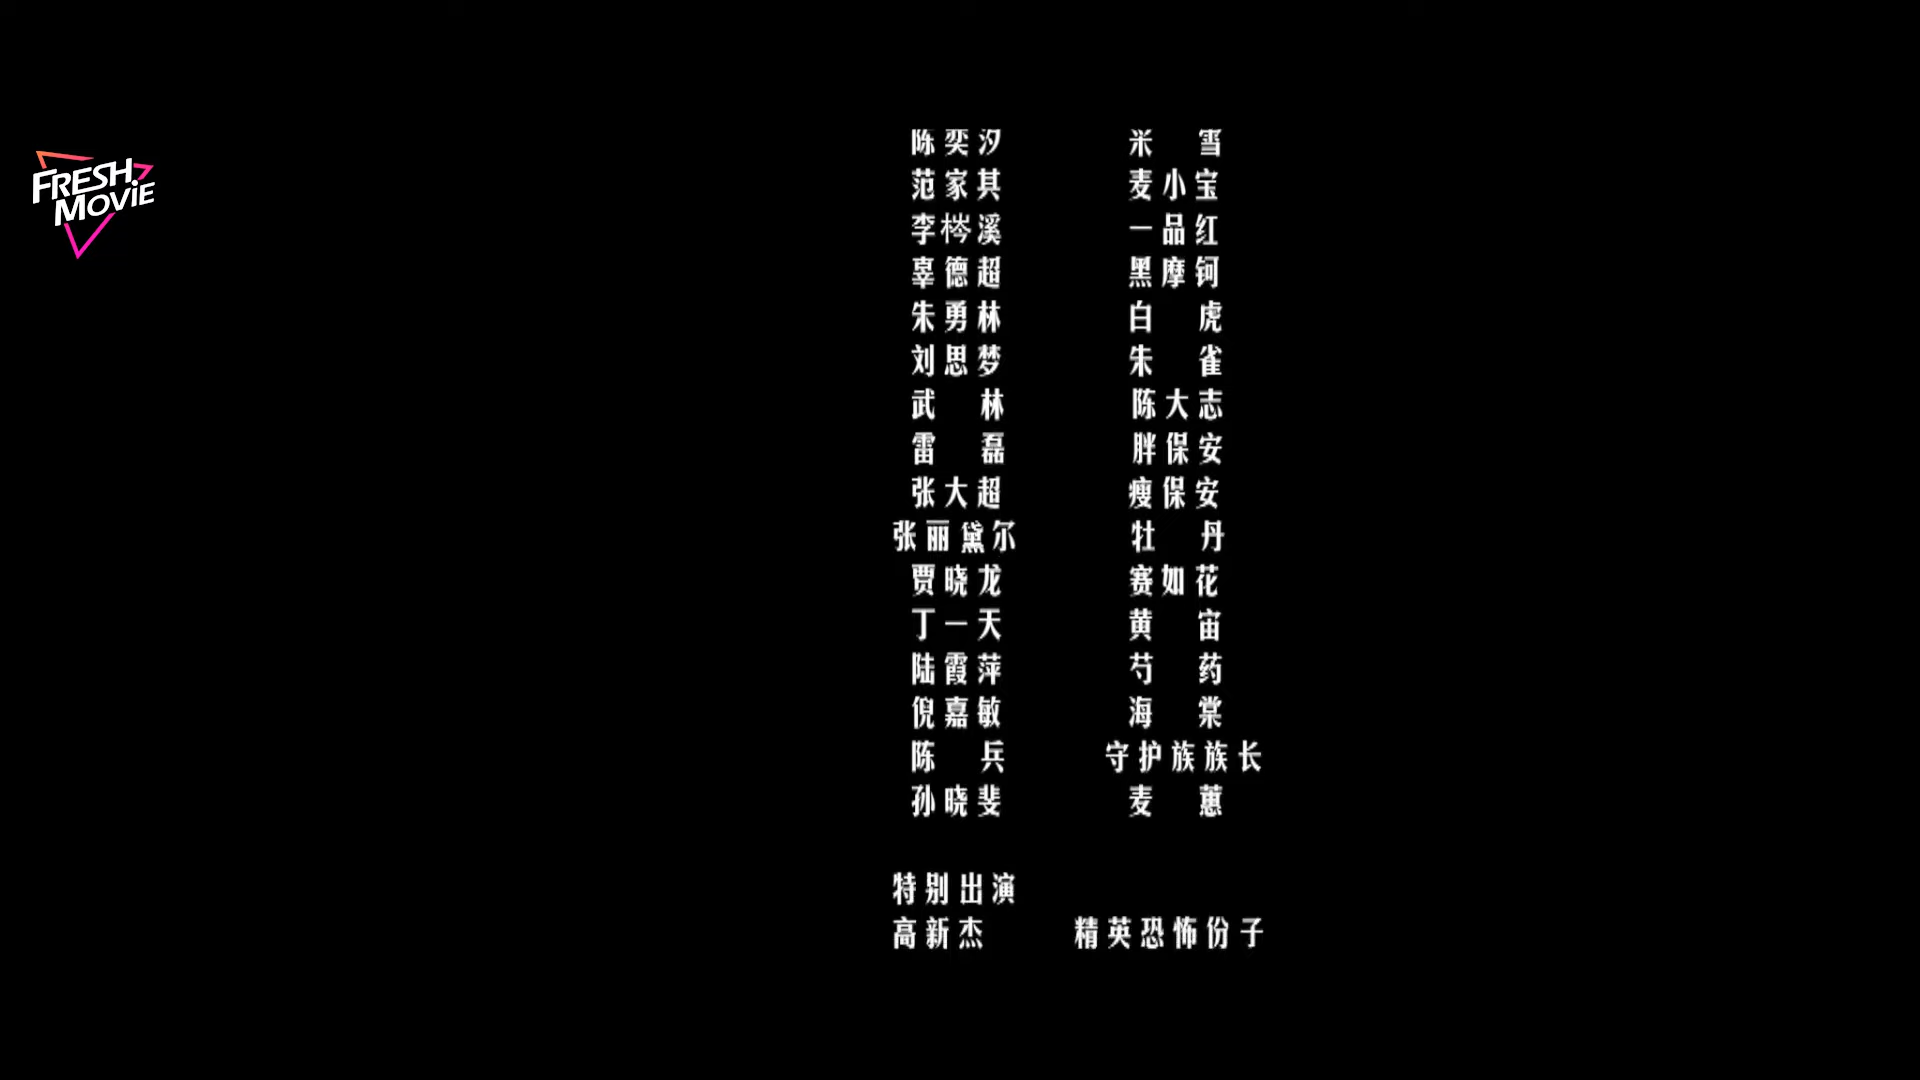 FRESH
MOVIE
陈奕汐 米雪
范家其 麦小宝
李梣溪 一品红
辜德超 黑摩钶
朱勇林 白虎
刘思梦 朱雀
武林 陈大志
雷磊 胖保安
张大超 瘦保安
张丽黛尔 牡丹
贾晓龙 赛如花
丁一天 黄宙
陆霞萍 芍药
倪嘉敏 海棠
陈兵 守护族族长
孙晓斐 麦蕙
特别出演
高新杰 精英恐怖份子